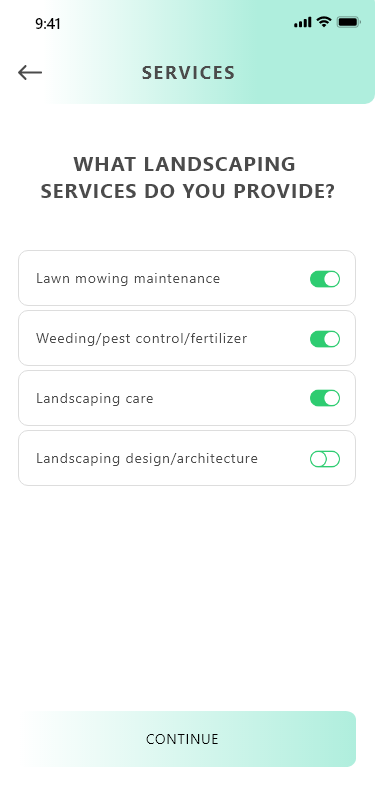 9:41
SERVICES
WHAT LANDSCAPING
SERVICES DO YOU PROVIDE?
Lawn mowing maintenance
Weeding/pest control/fertilizer
Landscaping care
Landscaping design/architecture
CONTINUE